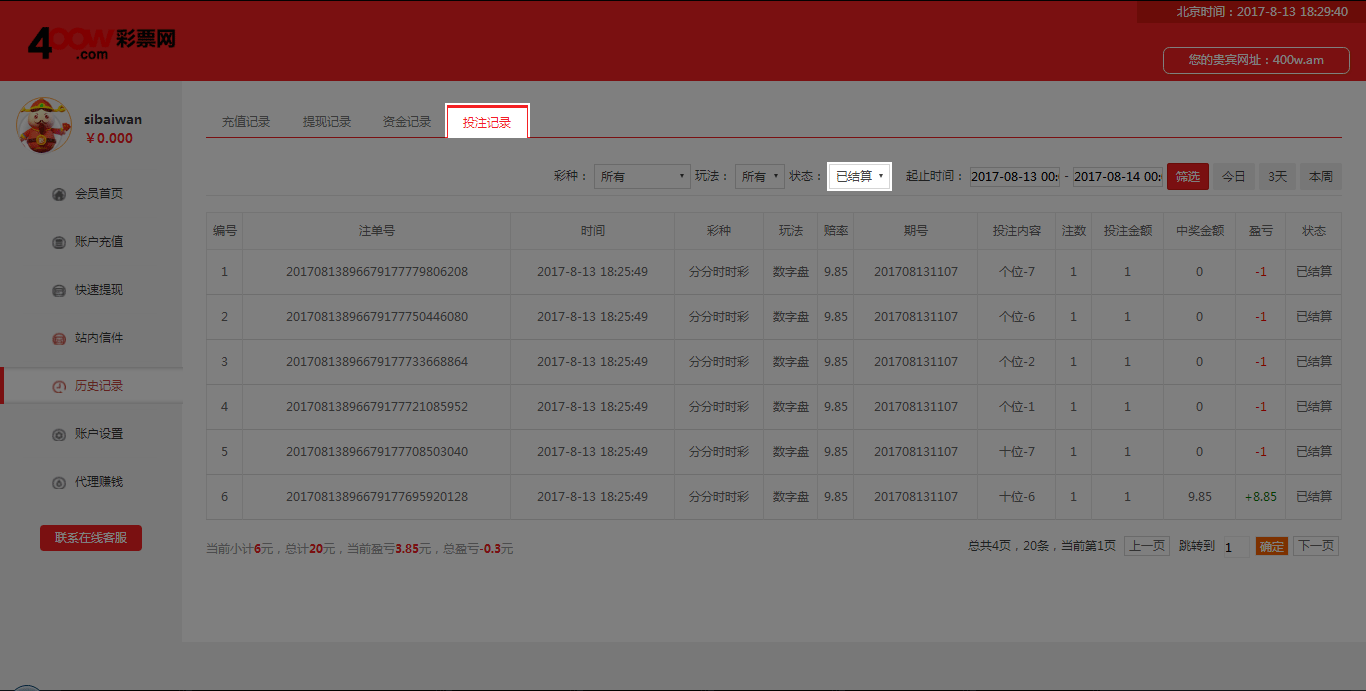 北京时间：2017-8-13 18:29:40
400w彩票网
.com
您的贵宾网址：400w.am
sibaiwan
￥0.000
会员首页
账户充值
快速提现
站内信件
历史记录
账户设置
代理赚钱
联系在线客服
充值记录 提现记录 资金记录 投注记录
彩种： 所有 玩法： 所有 状态： 已结算 起止时间： 2017-08-13 00: - 2017-08-14 00: 筛选 今日 3天 本周
编号 注单号 时间 彩种 玩法 赔率 期号 投注内容 注数 投注金额 中奖金额 盈亏 状态
1 20170813896679177779806208 2017-8-13 18:25:49 分分时时彩 数字盘 9.85 201708131107 个位-7 1 1 0 -1 已结算
2 20170813896679177750446080 2017-8-13 18:25:49 分分时时彩 数字盘 9.85 201708131107 个位-6 1 1 0 -1 已结算
3 20170813896679177733668864 2017-8-13 18:25:49 分分时时彩 数字盘 9.85 201708131107 个位-2 1 1 0 -1 已结算
4 20170813896679177721085952 2017-8-13 18:25:49 分分时时彩 数字盘 9.85 201708131107 个位-1 1 1 0 -1 已结算
5 20170813896679177708503040 2017-8-13 18:25:49 分分时时彩 数字盘 9.85 201708131107 十位-7 1 1 0 -1 已结算
6 20170813896679177695920128 2017-8-13 18:25:49 分分时时彩 数字盘 9.85 201708131107 十位-6 1 1 9.85 +8.85 已结算
当前小计6元，总计20元，当前盈亏3.85元，总盈亏-0.3元
总共4页，20条，当前第1页 上一页 跳转到 1 确定 下一页